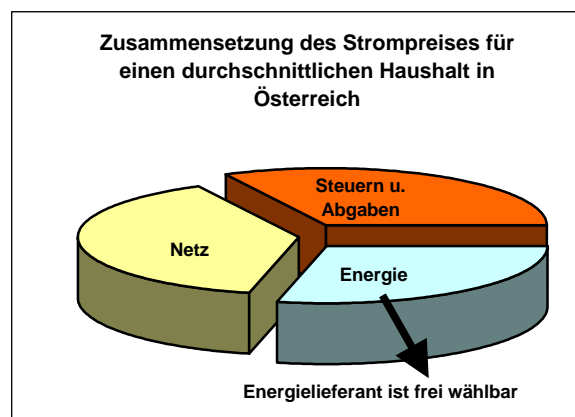 Zusammensetzung des Strompreises für
einen durchschnittlichen Haushalt in
Österreich
Steuern u.
Abgaben
Netz
Energie
Energielieferant ist frei wählbar